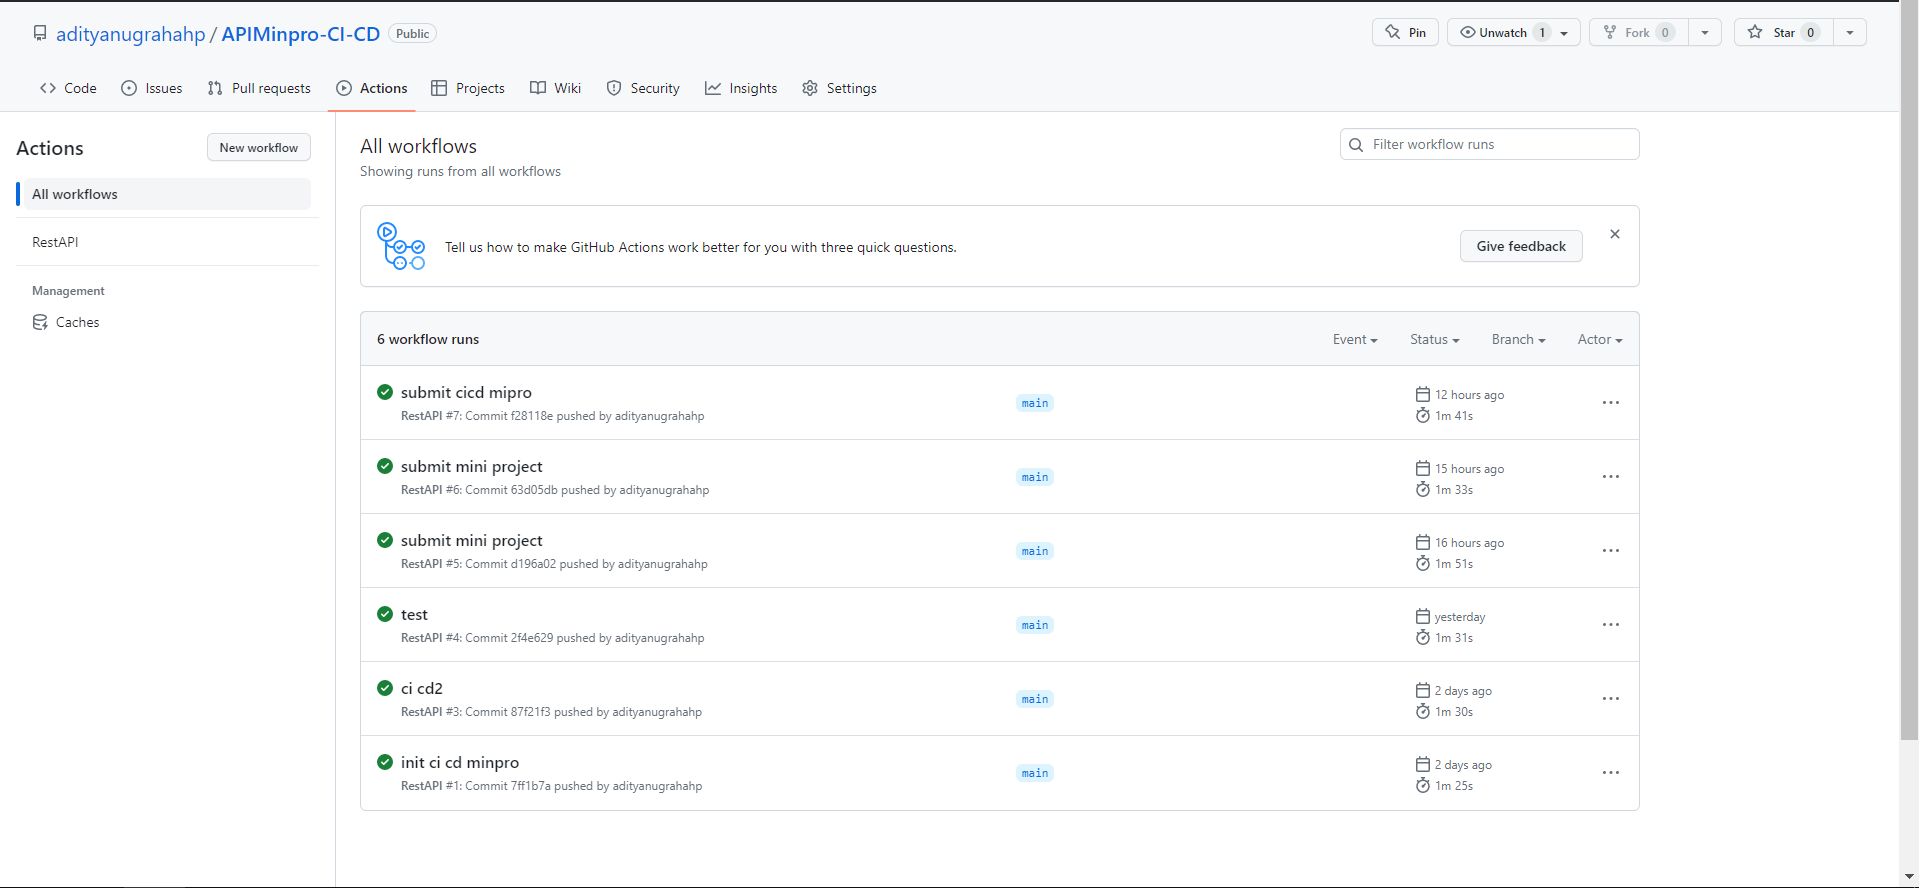 adityanugrahahp / APIMinpro-CI-CD Public
Pin Unwatch 1 Fork 0 Star 0
Code Issues Pull requests Actions Projects Wiki Security Insights Settings
Actions
New workflow
All workflows
RestAPI
Management
Caches
All workflows
Showing runs from all workflows
Filter workflow runs
Tell us how to make GitHub Actions work better for you with three quick questions.
Give feedback
6 workflow runs
Event Status Branch Actor
submit cicd mipro
RestAPI #7: Commit f28118e pushed by adityanugrahahp
main
12 hours ago
1m 41s
submit mini project
RestAPI #6: Commit 63d05db pushed by adityanugrahahp
main
15 hours ago
1m 33s
submit mini project
RestAPI #5: Commit d196a02 pushed by adityanugrahahp
main
16 hours ago
1m 51s
test
RestAPI #4: Commit 2f4e629 pushed by adityanugrahahp
main
yesterday
1m 31s
ci cd2
RestAPI #3: Commit 87f21f3 pushed by adityanugrahahp
main
2 days ago
1m 30s
init ci cd minpro
RestAPI #1: Commit 7ff1b7a pushed by adityanugrahahp
main
2 days ago
1m 25s